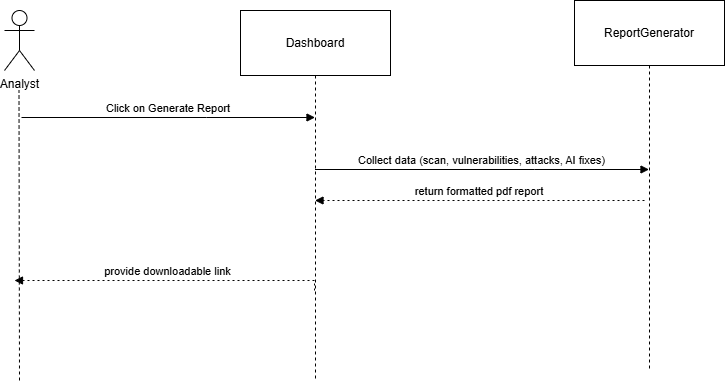 ReportGenerator
Dashboard
Analyst
Click on Generate Report
Collect data (scan, vulnerabilities, attacks, AI fixes)
return formatted pdf report
provide downloadable link